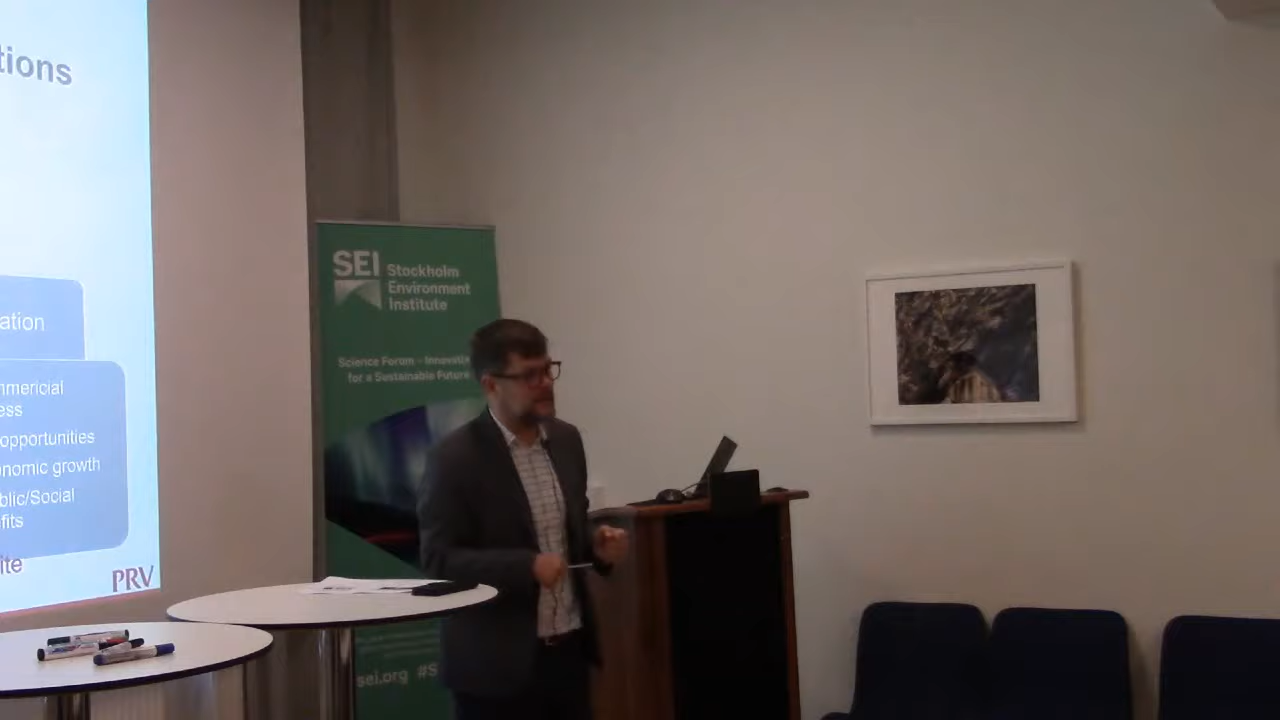 tions
ation
mmericial
ess
opportunities
nomic growth
blic/Social
fits
ite
PRV
SEI Stockholm
Environment
Institute
Science Forum - Innovati
for a Sustainable Future
sei.org #S